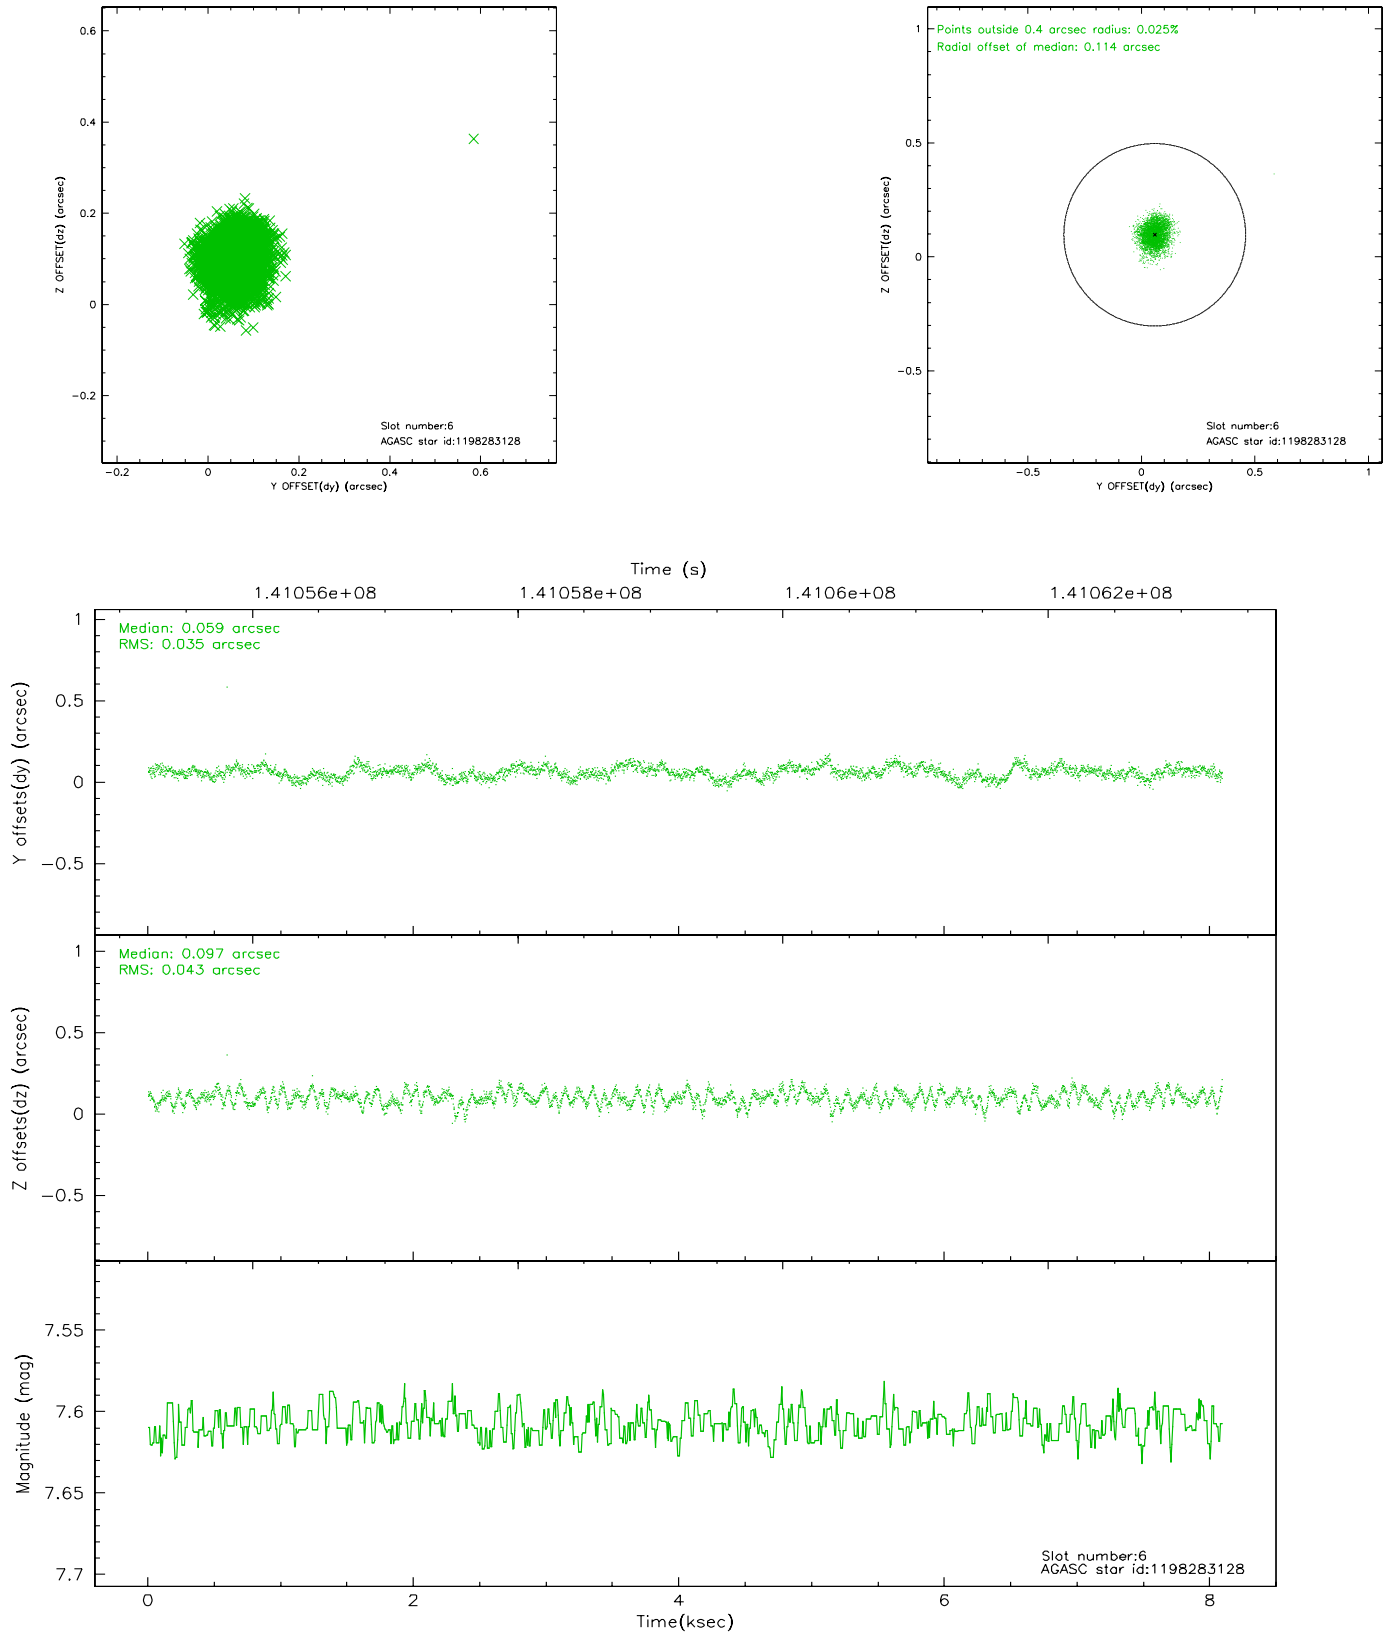 0.6
0.4
0.2
0
−0.2
Z OFFSET(dz) (arcsec)
Slot number:6
AGASC star id:1198283128
−0.2 0 0.2 0.4 0.6
Y OFFSET(dy) (arcsec)
Points outside 0.4 arcsec radius: 0.025%
Radial offset of median: 0.114 arcsec
1
0.5
0
−0.5
Z OFFSET(dz) (arcsec)
Slot number:6
AGASC star id:1198283128
−0.5 0 0.5 1
Y OFFSET(dy) (arcsec)
Time (s)
1.41056e+08 1.41058e+08 1.4106e+08 1.41062e+08
Median: 0.059 arcsec
RMS: 0.035 arcsec
1
0.5
0
−0.5
Y offsets(dy) (arcsec)
Median: 0.097 arcsec
RMS: 0.043 arcsec
1
0.5
0
−0.5
Z offsets(dz) (arcsec)
7.55
7.6
7.65
7.7
Magnitude (mag)
Slot number:6
AGASC star id:1198283128
0 2 4 6 8
Time(ksec)